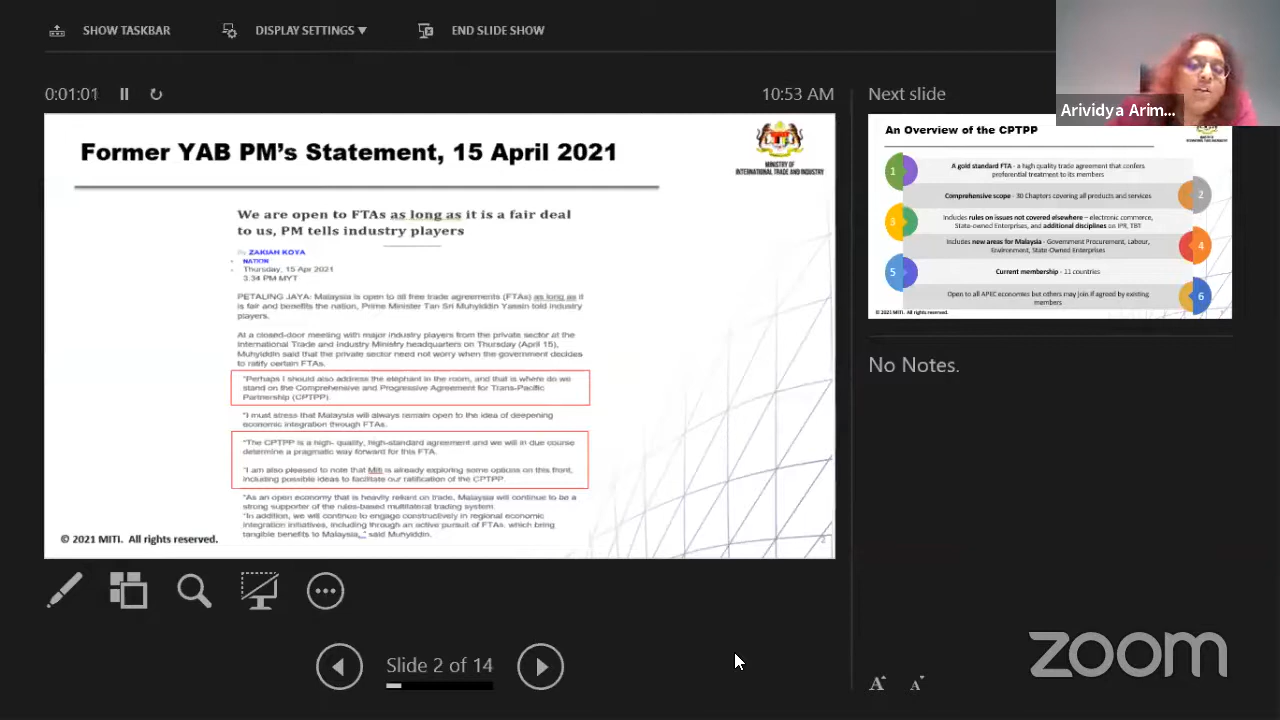 SHOW TASKBAR
DISPLAY SETTINGS ▼
END SLIDE SHOW
Arividya Arim...
0:01:01
10:53 AM
Former YAB PM's Statement, 15 April 2021
MINISTRY OF
INTERNATIONAL TRADE AND INDUSTRY
We are open to FTAs as long as it is a fair deal
to us, PM tells industry players
By ZAKIAH KOYA
NATION
Thursday, 15 Apr 2021
3:34 PM MYT
PETALING JAYA: Malaysia is open to all free trade agreements (FTAs) as long as it
is fair and benefits the nation, Prime Minister Tan Sri Muhyiddin Yassin told industry
players.
At a closed-door meeting with major industry players from the private sector at the
International Trade and Industry Ministry headquarters on Thursday (April 15),
Muhyiddin said that the private sector need not worry when the government decides
to ratify certain FTAs.
"Perhaps I should also address the elephant in the room, and that is where do we
stand on the Comprehensive and Progressive Agreement for Trans-Pacific
Partnership (CPTPP).
"I must stress that Malaysia will always remain open to the idea of deepening
economic integration through FTAs.
"The CPTPP is a high- quality, high-standard agreement and we will in due course
determine a pragmatic way forward for this FTA.
"I am also pleased to note that Miti is already exploring some options on this front,
including possible ideas to facilitate our ratification of the CPTPP.
"As an open economy that is heavily reliant on trade, Malaysia will continue to be a
strong supporter of the rules-based multilateral trading system.
"In addition, we will continue to engage constructively in regional economic
integration initiatives, including through an active pursuit of FTAs, which bring
tangible benefits to Malaysia," said Muhyiddin.
© 2021 MITI. All rights reserved.
2
Next slide
An Overview of the CPTPP
1
A gold standard FTA - a high quality trade agreement that confers
preferential treatment to its members
Comprehensive scope - 30 Chapters covering all products and services
2
3
Includes rules on issues not covered elsewhere – electronic commerce,
State-owned Enterprises, and additional disciplines on IPR, TBT
Includes new areas for Malaysia - Government Procurement, Labour,
Environment, State Owned Enterprises
4
5
Current membership - 11 countries
Open to all APEC economies but others may join if agreed by existing
members
6
© 2021 MITI. All rights reserved.
No Notes.
Slide 2 of 14
A A
zoom